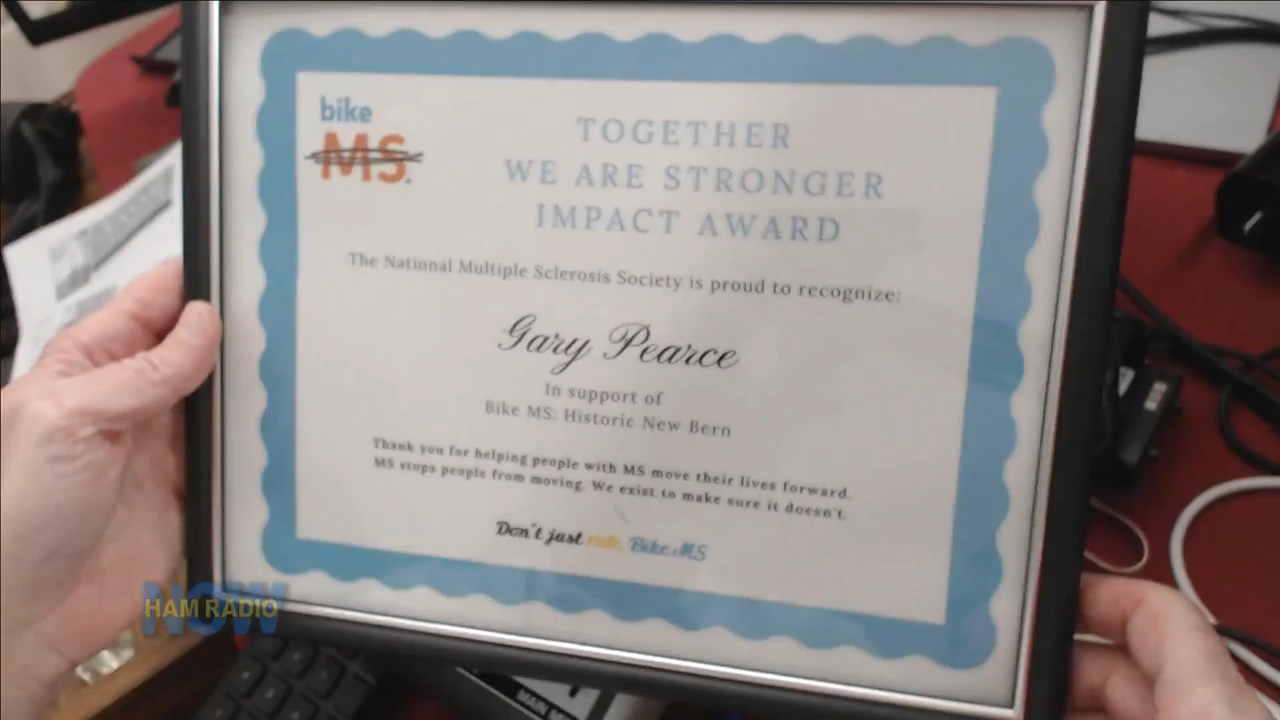 bike
MS.
TOGETHER
WE ARE STRONGER
IMPACT AWARD
The National Multiple Sclerosis Society is proud to recognize:
Gary Pearce
In support of
Bike MS: Historic New Bern
Thank you for helping people with MS move their lives forward.
MS stops people from moving. We exist to make sure it doesn't.
Don't just ride, Bike MS
HAM RADIO
NOW
MAIN